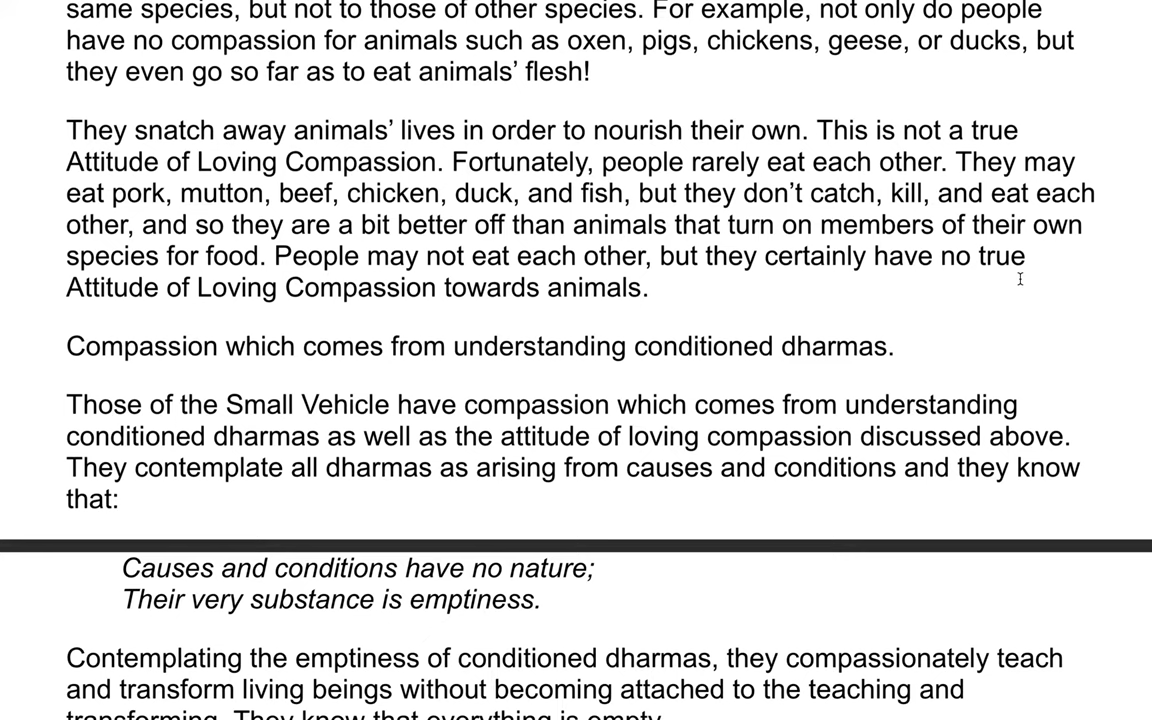 same species, but not to those of other species. For example, not only do people
have no compassion for animals such as oxen, pigs, chickens, geese, or ducks, but
they even go so far as to eat animals’ flesh!
They snatch away animals’ lives in order to nourish their own. This is not a true
Attitude of Loving Compassion. Fortunately, people rarely eat each other. They may
eat pork, mutton, beef, chicken, duck, and fish, but they don’t catch, kill, and eat each
other, and so they are a bit better off than animals that turn on members of their own
species for food. People may not eat each other, but they certainly have no true
Attitude of Loving Compassion towards animals.
Compassion which comes from understanding conditioned dharmas.
Those of the Small Vehicle have compassion which comes from understanding
conditioned dharmas as well as the attitude of loving compassion discussed above.
They contemplate all dharmas as arising from causes and conditions and they know
that:
Causes and conditions have no nature;
Their very substance is emptiness.
Contemplating the emptiness of conditioned dharmas, they compassionately teach
and transform living beings without becoming attached to the teaching and
transforming. They know that everything is empty.